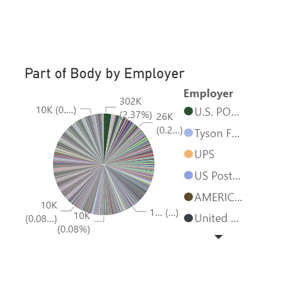 Part of Body by Employer
Employer
U.S. PO...
Tyson F...
UPS
US Post...
AMERIC...
United ...
302K
(2.37%)
26K
(0.2...)
1... (...)
10K
(0.08%)
10K
(0.08...)
10K (0....)